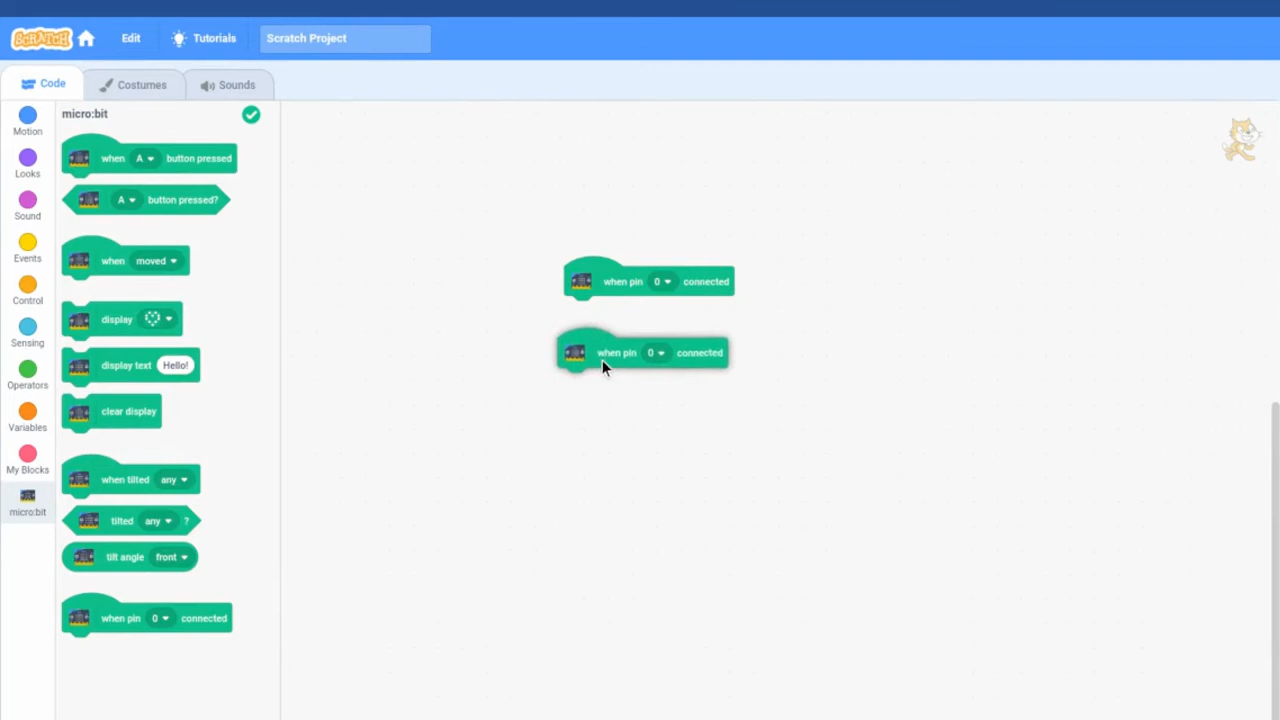 SCRATCH
Edit
Tutorials
Scratch Project
Code
Costumes
Sounds
Motion
Looks
Sound
Events
Control
Sensing
Operators
Variables
My Blocks
micro:bit
micro:bit
when A button pressed
A button pressed?
when moved
display
display text Hello!
clear display
when tilted any
tilted any ?
tilt angle front
when pin 0 connected
when pin 0 connected
when pin 0 connected